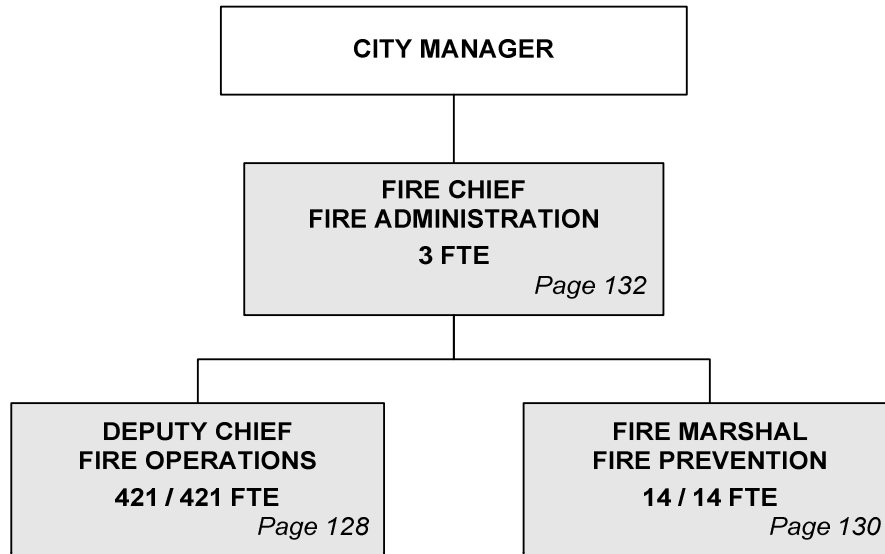 CITY MANAGER
FIRE CHIEF
FIRE ADMINISTRATION
3 FTE
Page 132
DEPUTY CHIEF
FIRE OPERATIONS
421 / 421 FTE
Page 128
FIRE MARSHAL
FIRE PREVENTION
14 / 14 FTE
Page 130